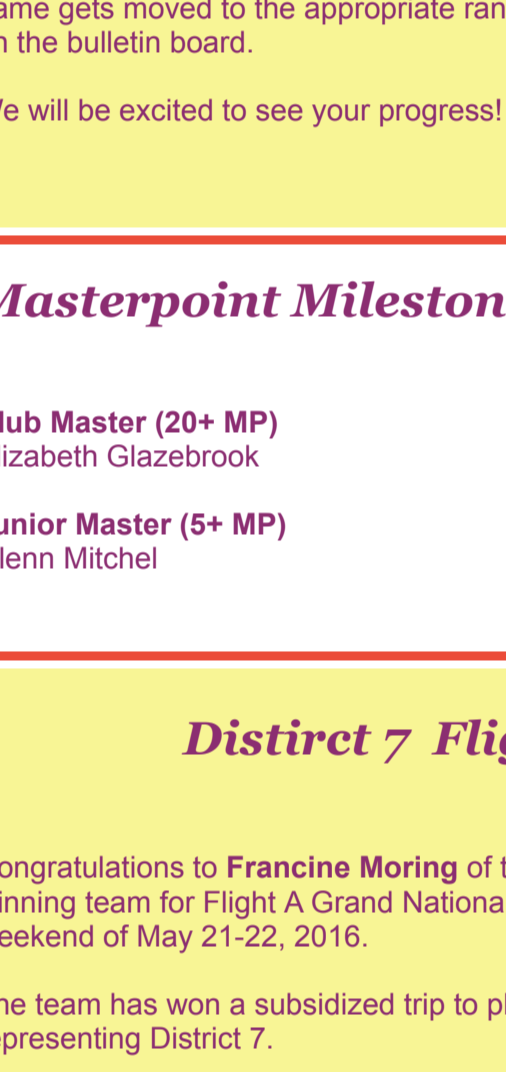 ame gets moved to the appropriate ran
n the bulletin board.
e will be excited to see your progress!
Masterpoint Mileston
lub Master (20+ MP)
lizabeth Glazebrook
unior Master (5+ MP)
lenn Mitchel
Distirct 7 Flig
ongratulations to Francine Moring of t
inning team for Flight A Grand Nationa
eekend of May 21-22, 2016.
he team has won a subsidized trip to pl
epresenting District 7.